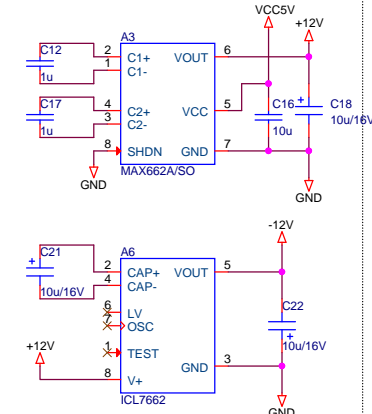 VCC5V
+12V
C12
1u
A3
2 C1+ VOUT 6
1 C1-
C17
1u
4 C2+ VCC 5
3 C2-
C16
10u
C18
10u/16V
8 SHDN GND 7
GND
MAX662A/SO
GND
-12V
C21
10u/16V
A6
2 CAP+ VOUT 5
4 CAP-
6 LV
7 OSC
C22
10u/16V
1 TEST
+12V
GND 3
8 V+
ICL7662
GND